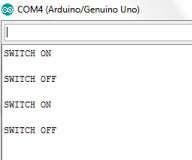 COM4 (Arduino/Genuino Uno)
SWITCH ON
SWITCH OFF
SWITCH ON
SWITCH OFF